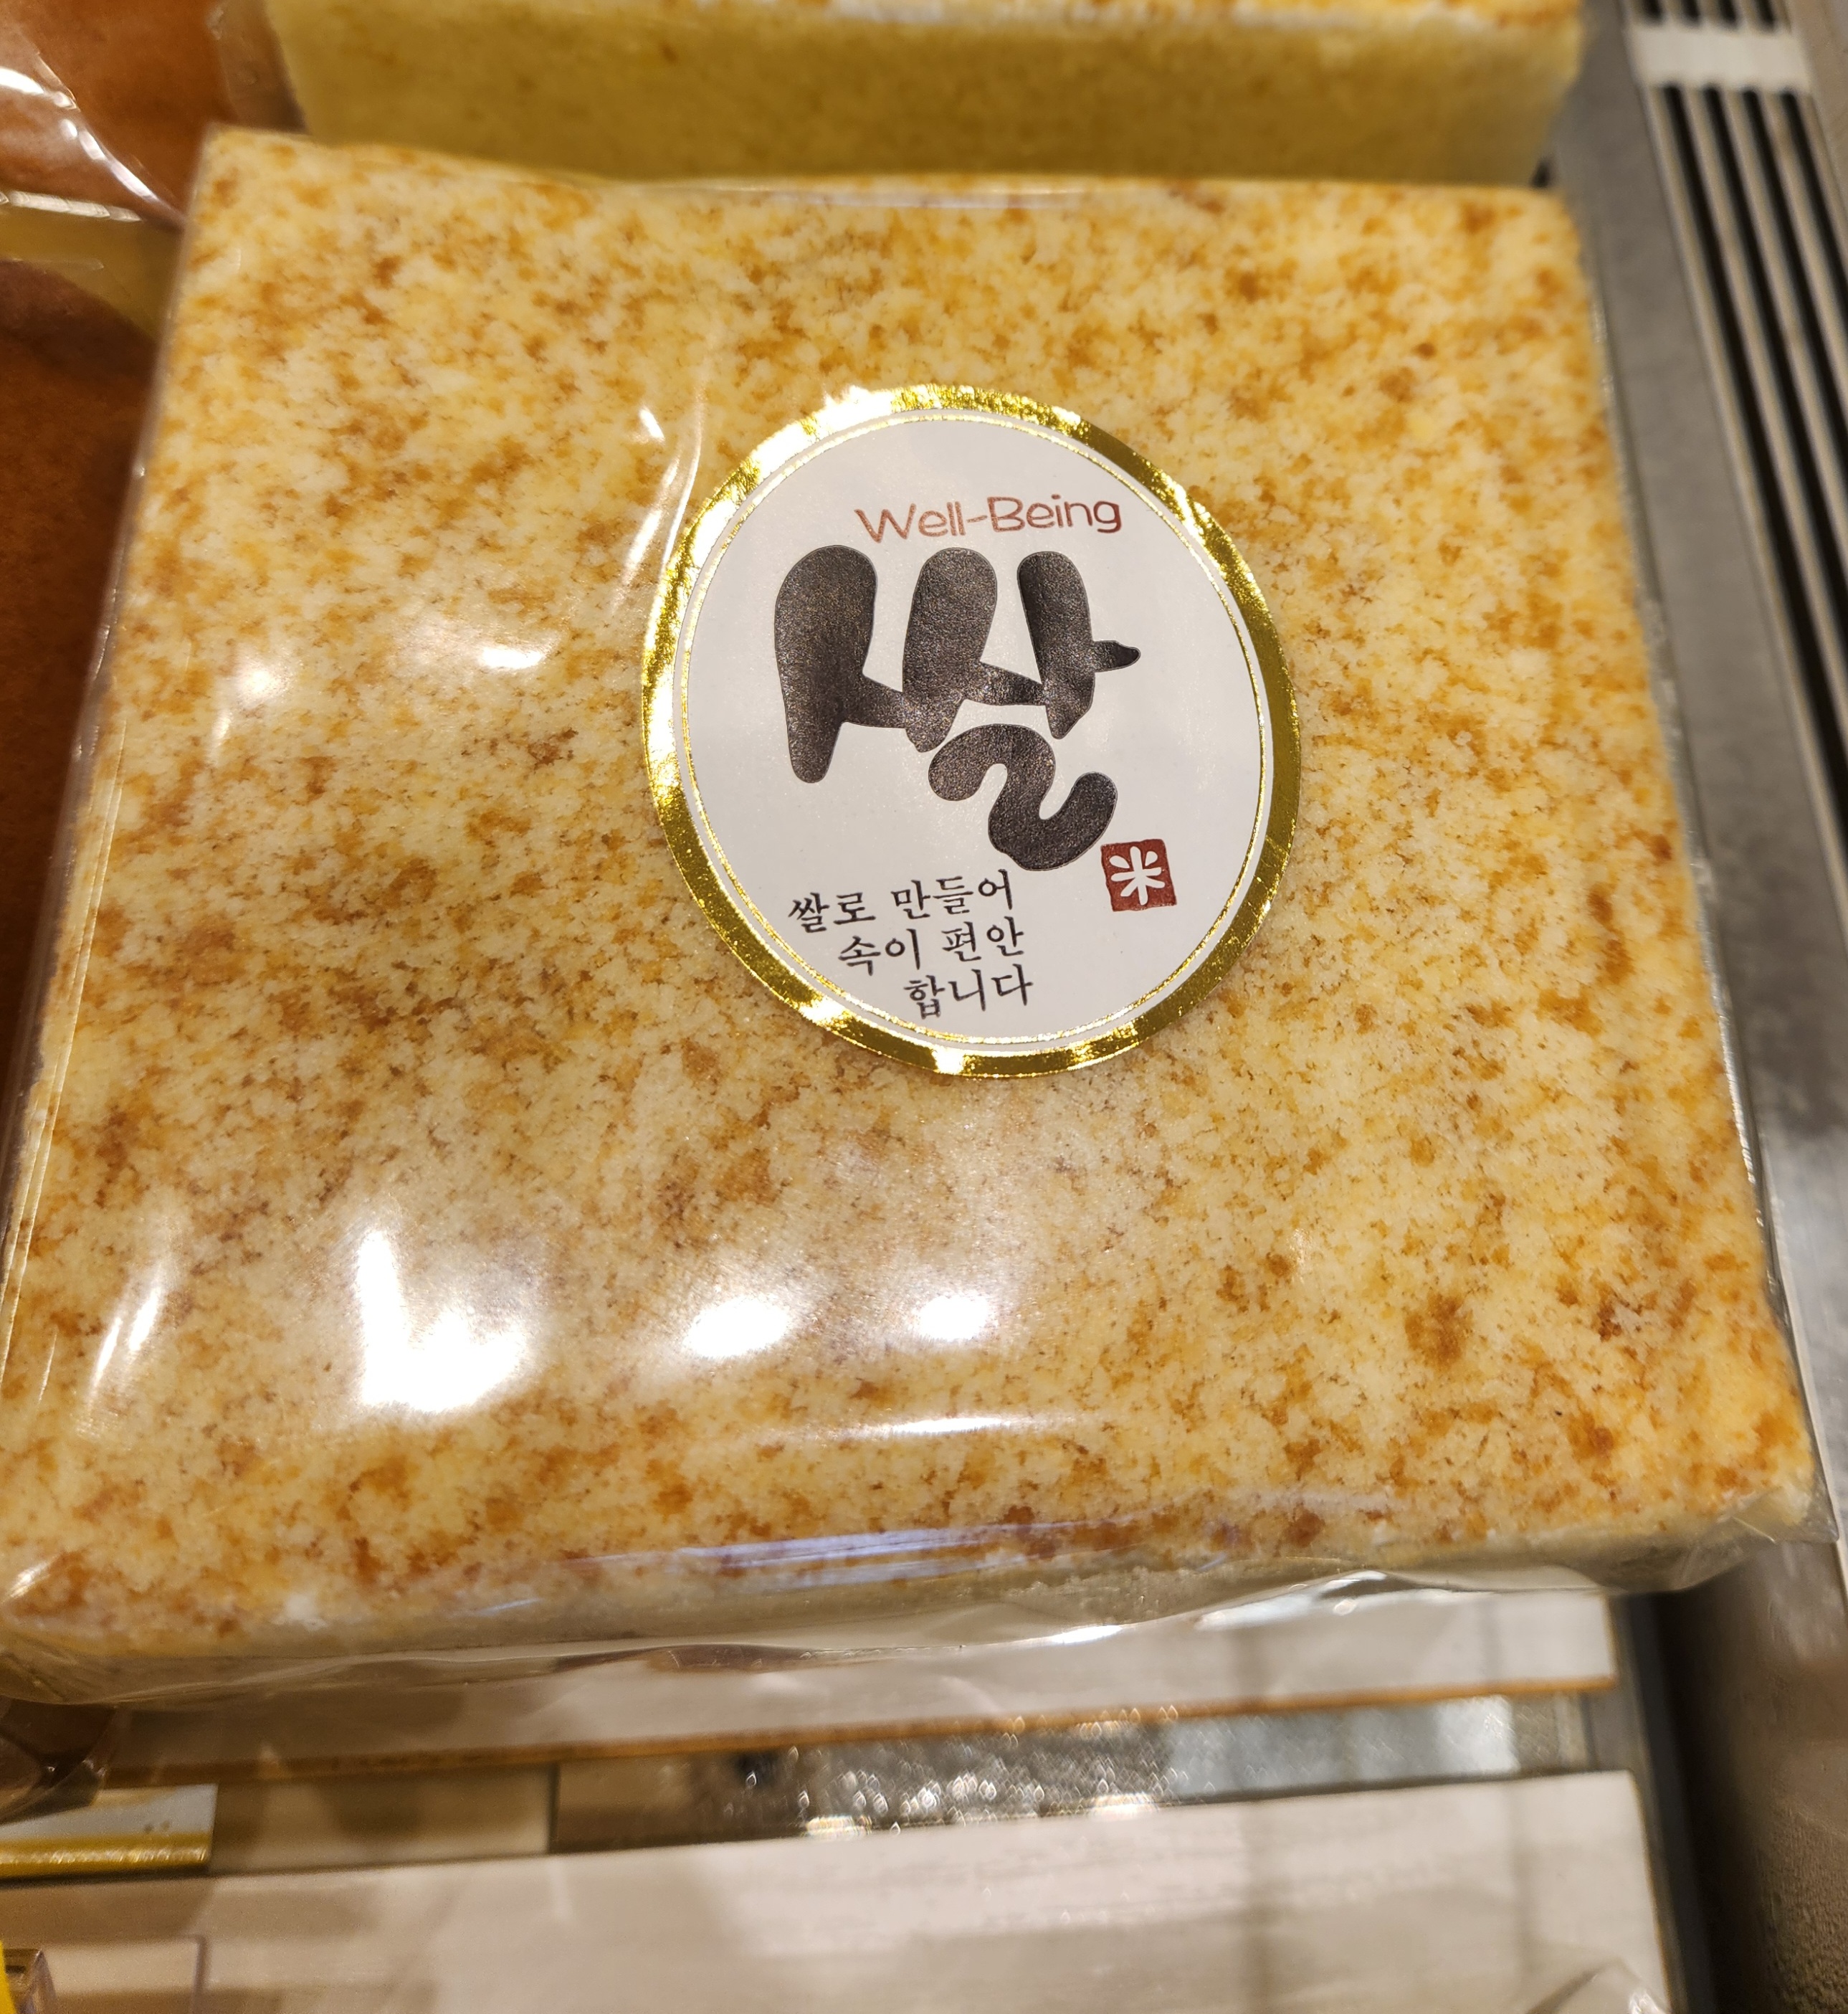 Well-Being
쌀
米
쌀로 만들어
속이 편안
합니다